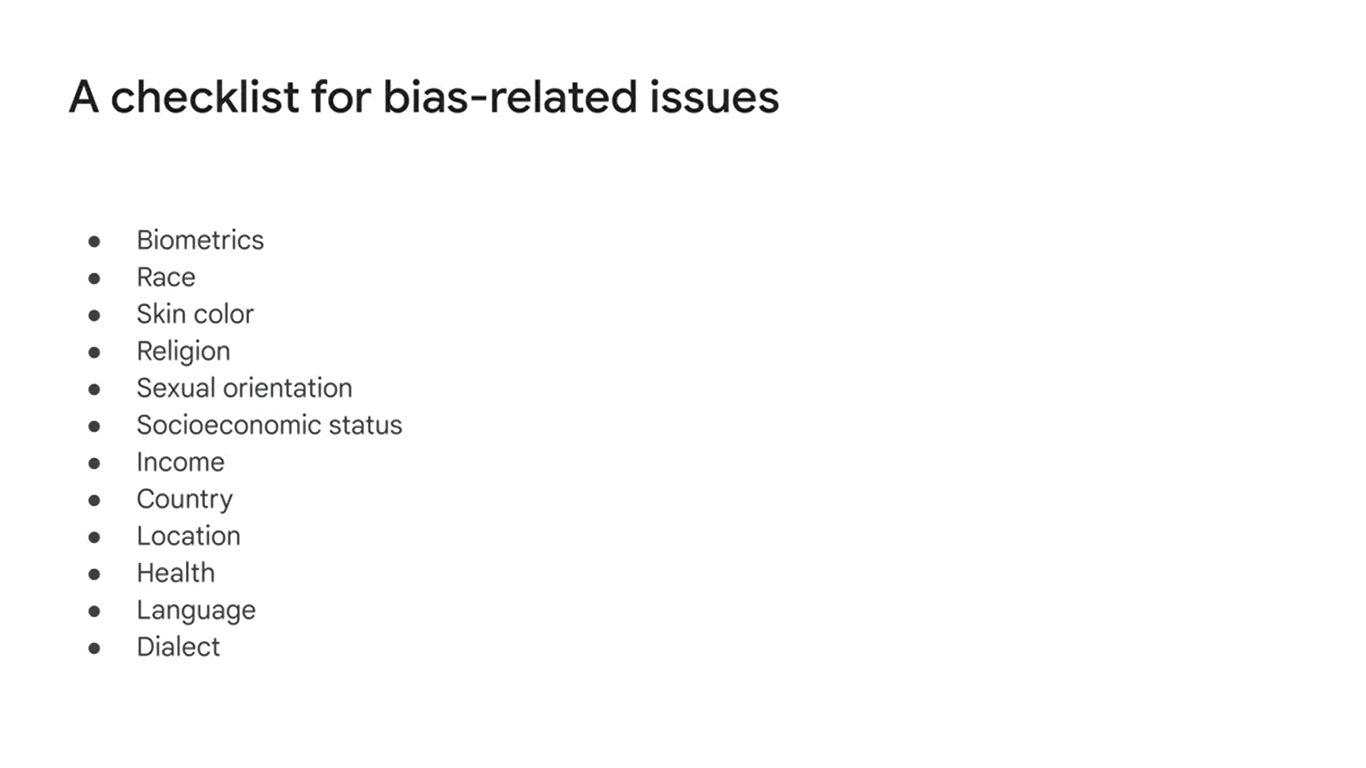 A checklist for bias-related issues
● Biometrics
● Race
● Skin color
● Religion
● Sexual orientation
● Socioeconomic status
● Income
● Country
● Location
● Health
● Language
● Dialect